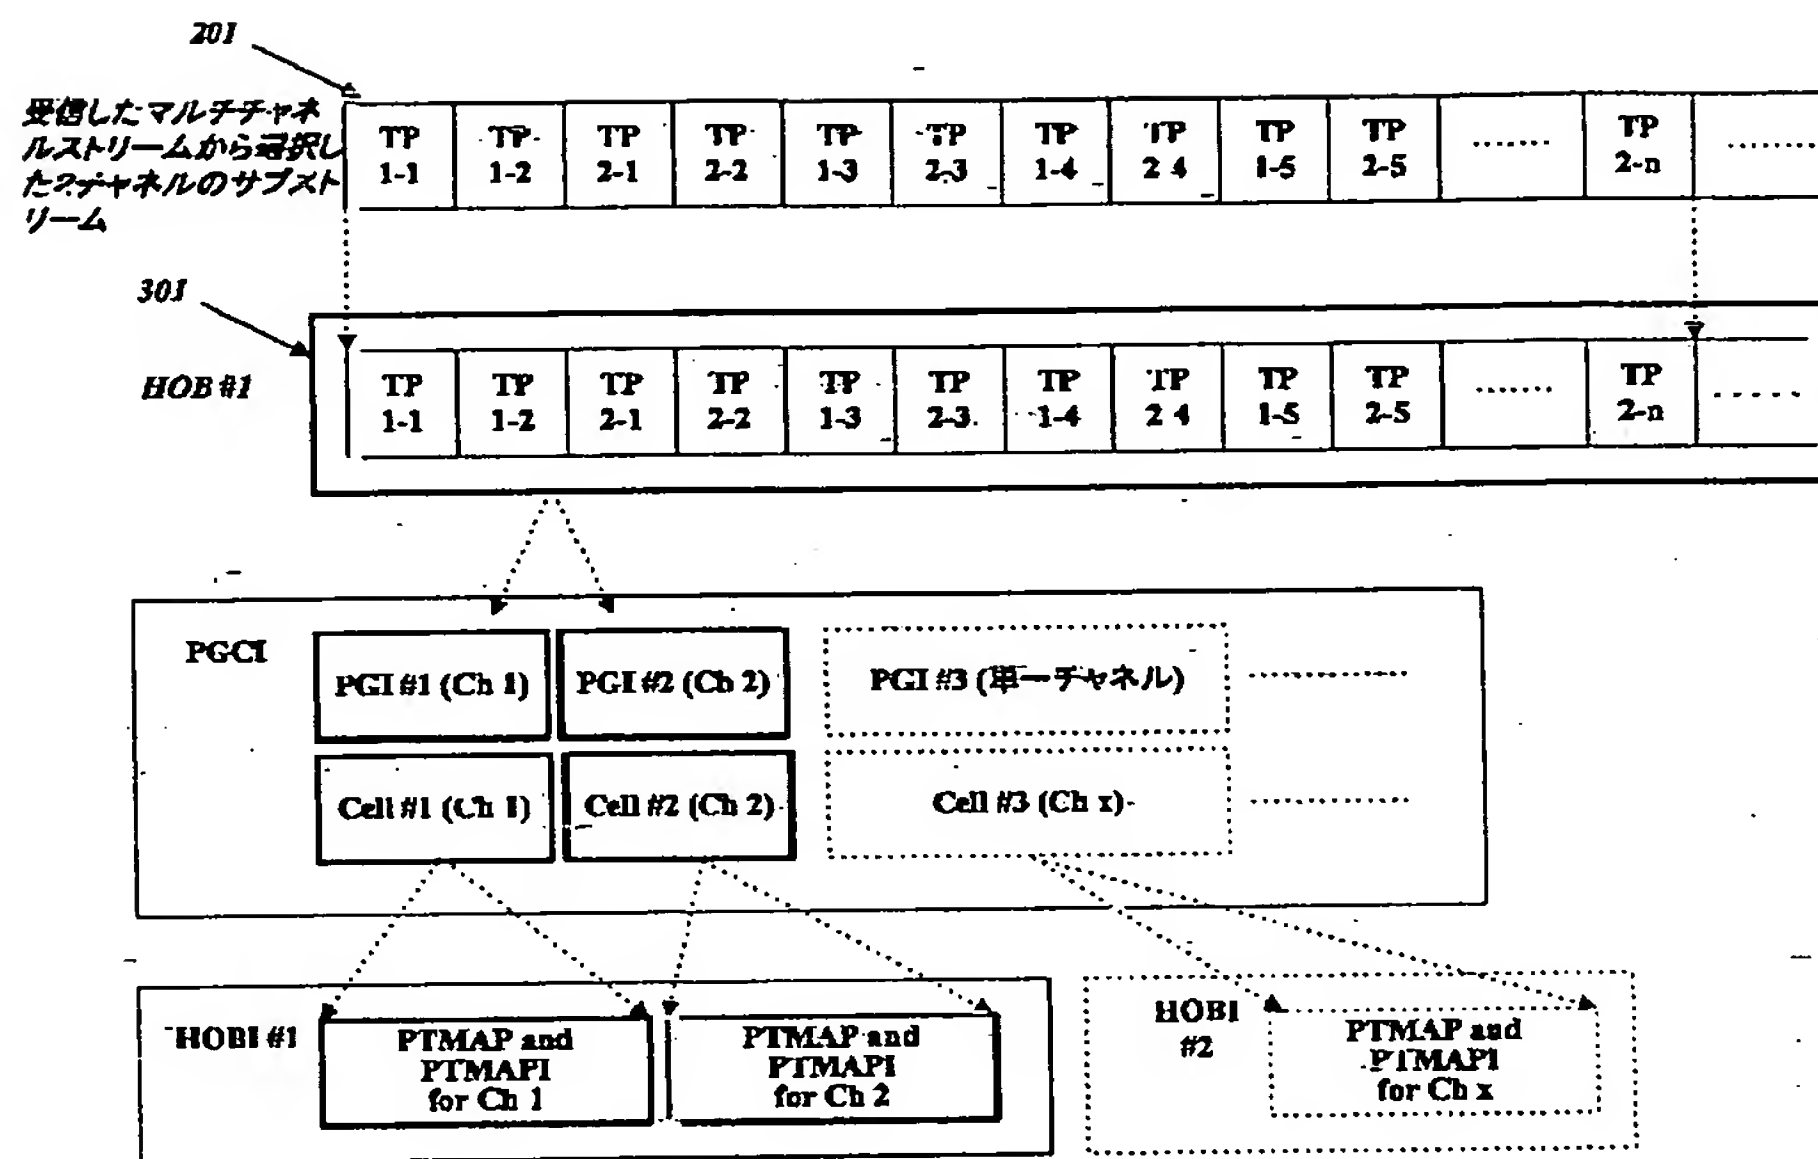 201
受信したマルチチャネ
ルストリームから選択し
た2チャネルのサブスト
リーム
TP TP TP TP TP TP TP TP TP TP ........ TP ........
1-1 1-2 2-1 2-2 1-3 2-3 1-4 2 4 1-5 2-5 2-n
301
HOB #1
TP TP TP TP TP TP TP TP TP TP ........ TP ........
1-1 1-2 2-1 2-2 1-3 2-3 1-4 2 4 1-5 2-5 2-n
PGCI
PGI #1 (Ch 1) PGI #2 (Ch 2) PGI #3 (単一チャネル)
Cell #1 (Ch 1) Cell #2 (Ch 2) Cell #3 (Ch x)
HOBI #1
PTMAP and
PTMAPI
for Ch 1
PTMAP and
PTMAPI
for Ch 2
HOBI
#2
PTMAP and
PTMAPI
for Ch x